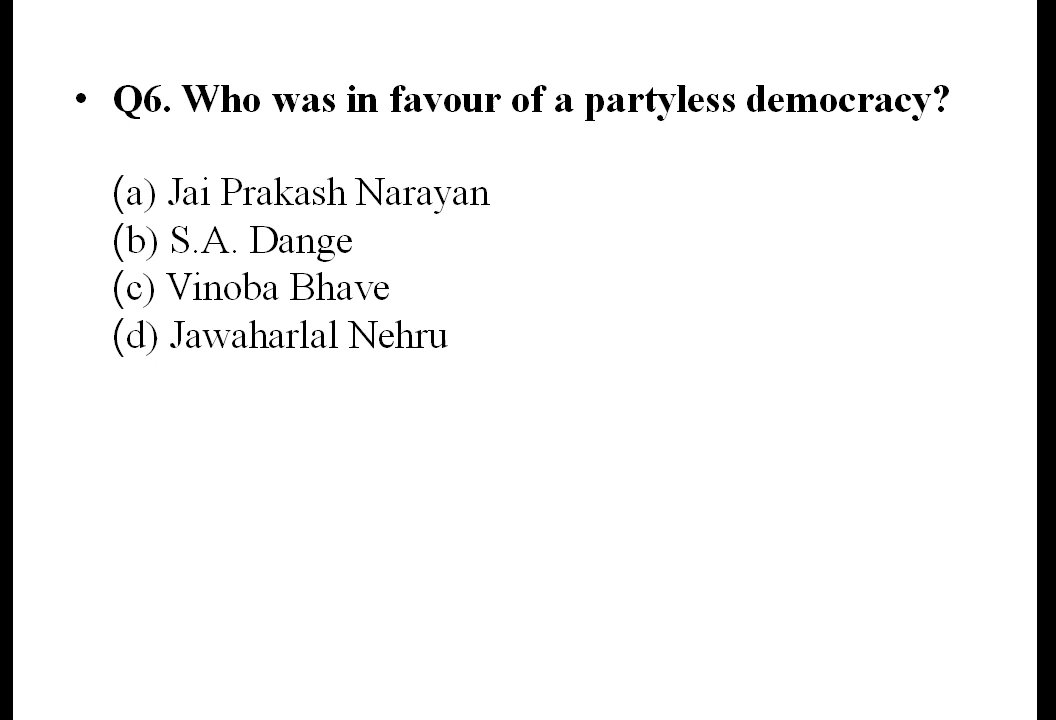 • Q6. Who was in favour of a partyless democracy?
(a) Jai Prakash Narayan
(b) S.A. Dange
(c) Vinoba Bhave
(d) Jawaharlal Nehru